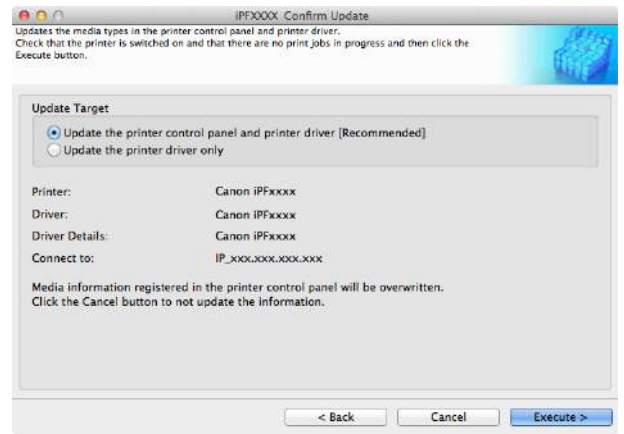 iPFXXXX Confirm Update
Updates the media types in the printer control panel and printer driver.
Check that the printer is switched on and that there are no print jobs in progress and then click the
Execute button.
Update Target
Update the printer control panel and printer driver [Recommended]
Update the printer driver only
Printer: Canon iPFxxxx
Driver: Canon iPFxxxx
Driver Details: Canon iPFxxxx
Connect to: IP_xxx.xxx.xxx.xxx
Media information registered in the printer control panel will be overwritten.
Click the Cancel button to not update the information.
< Back Cancel Execute >